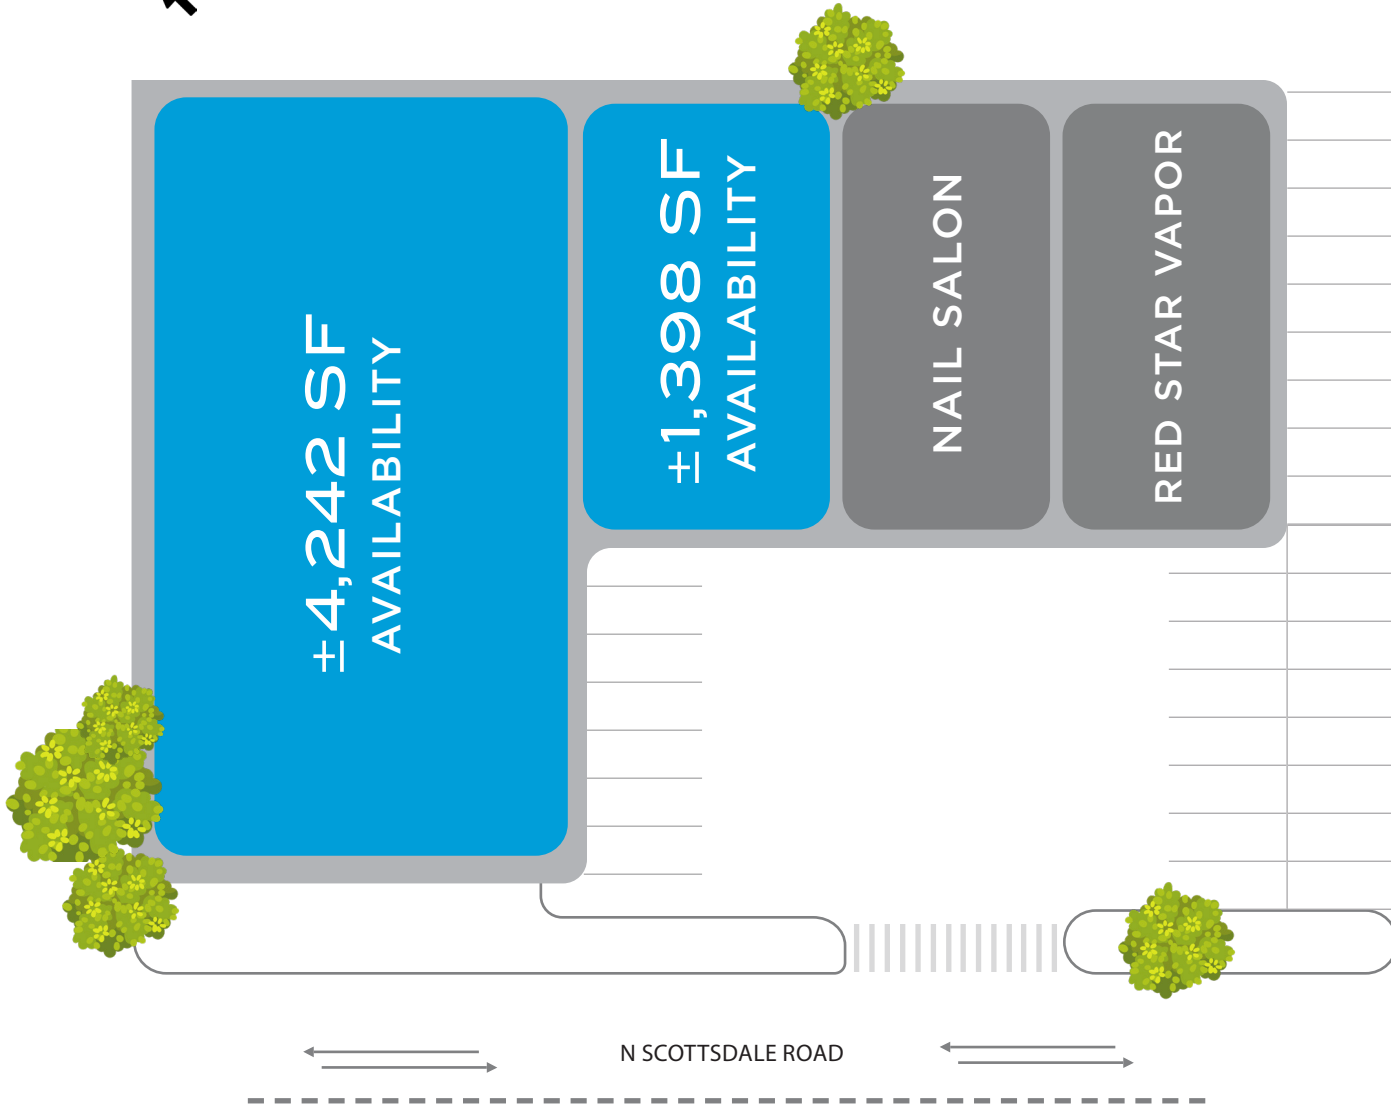 ±4,242 SF
AVAILABILITY
±1,398 SF
AVAILABILITY
NAIL SALON
RED STAR VAPOR
N SCOTTSDALE ROAD